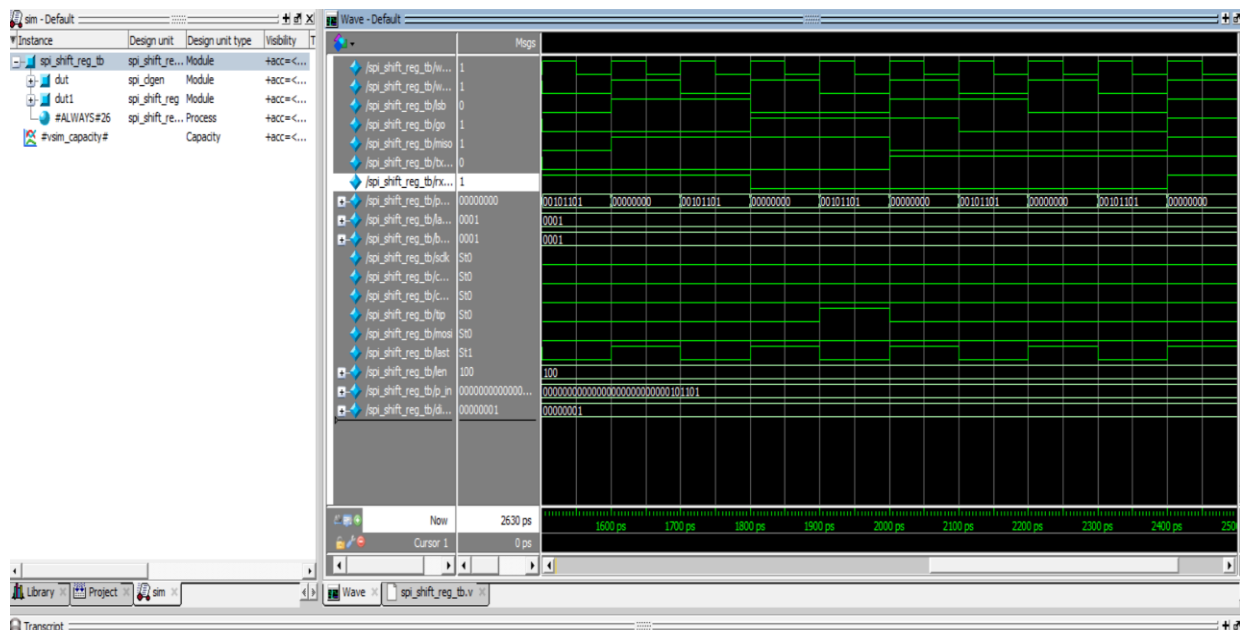 sim - Default
Instance Design unit Design unit type Visibility T
spi_shift_reg_tb spi_shift_re... Module +acc=<...
dut spi_dgen Module +acc=<...
dut1 spi_shift_reg Module +acc=<...
#ALWAYS#26 spi_shift_re... Process +acc=<...
#vsim_capacity# Capacity +acc=<...
Library Project sim
Wave - Default
Msgs
/spi_shift_reg_tb/w... 1
/spi_shift_reg_tb/w... 1
/spi_shift_reg_tb/lsb 0
/spi_shift_reg_tb/go 1
/spi_shift_reg_tb/miso 1
/spi_shift_reg_tb/tx... 0
/spi_shift_reg_tb/rx... 1
/spi_shift_reg_tb/p... 00000000 00101101 00000000 00101101 00000000 00101101 00000000 00101101 00000000 00101101 00000000
/spi_shift_reg_tb/la... 0001 0001
/spi_shift_reg_tb/b... 0001 0001
/spi_shift_reg_tb/sclk St0
/spi_shift_reg_tb/c... St0
/spi_shift_reg_tb/c... St0
/spi_shift_reg_tb/tip St0
/spi_shift_reg_tb/mosi St0
/spi_shift_reg_tb/last St1
/spi_shift_reg_tb/len 100 100
/spi_shift_reg_tb/p_in 0000000000000... 00000000000000000000000000101101
/spi_shift_reg_tb/di... 00000001 00000001
Now 2630 ps 1600 ps 1700 ps 1800 ps 1900 ps 2000 ps 2100 ps 2200 ps 2300 ps 2400 ps 2500
Cursor 1 0 ps
Wave spi_shift_reg_tb.v
Transcript